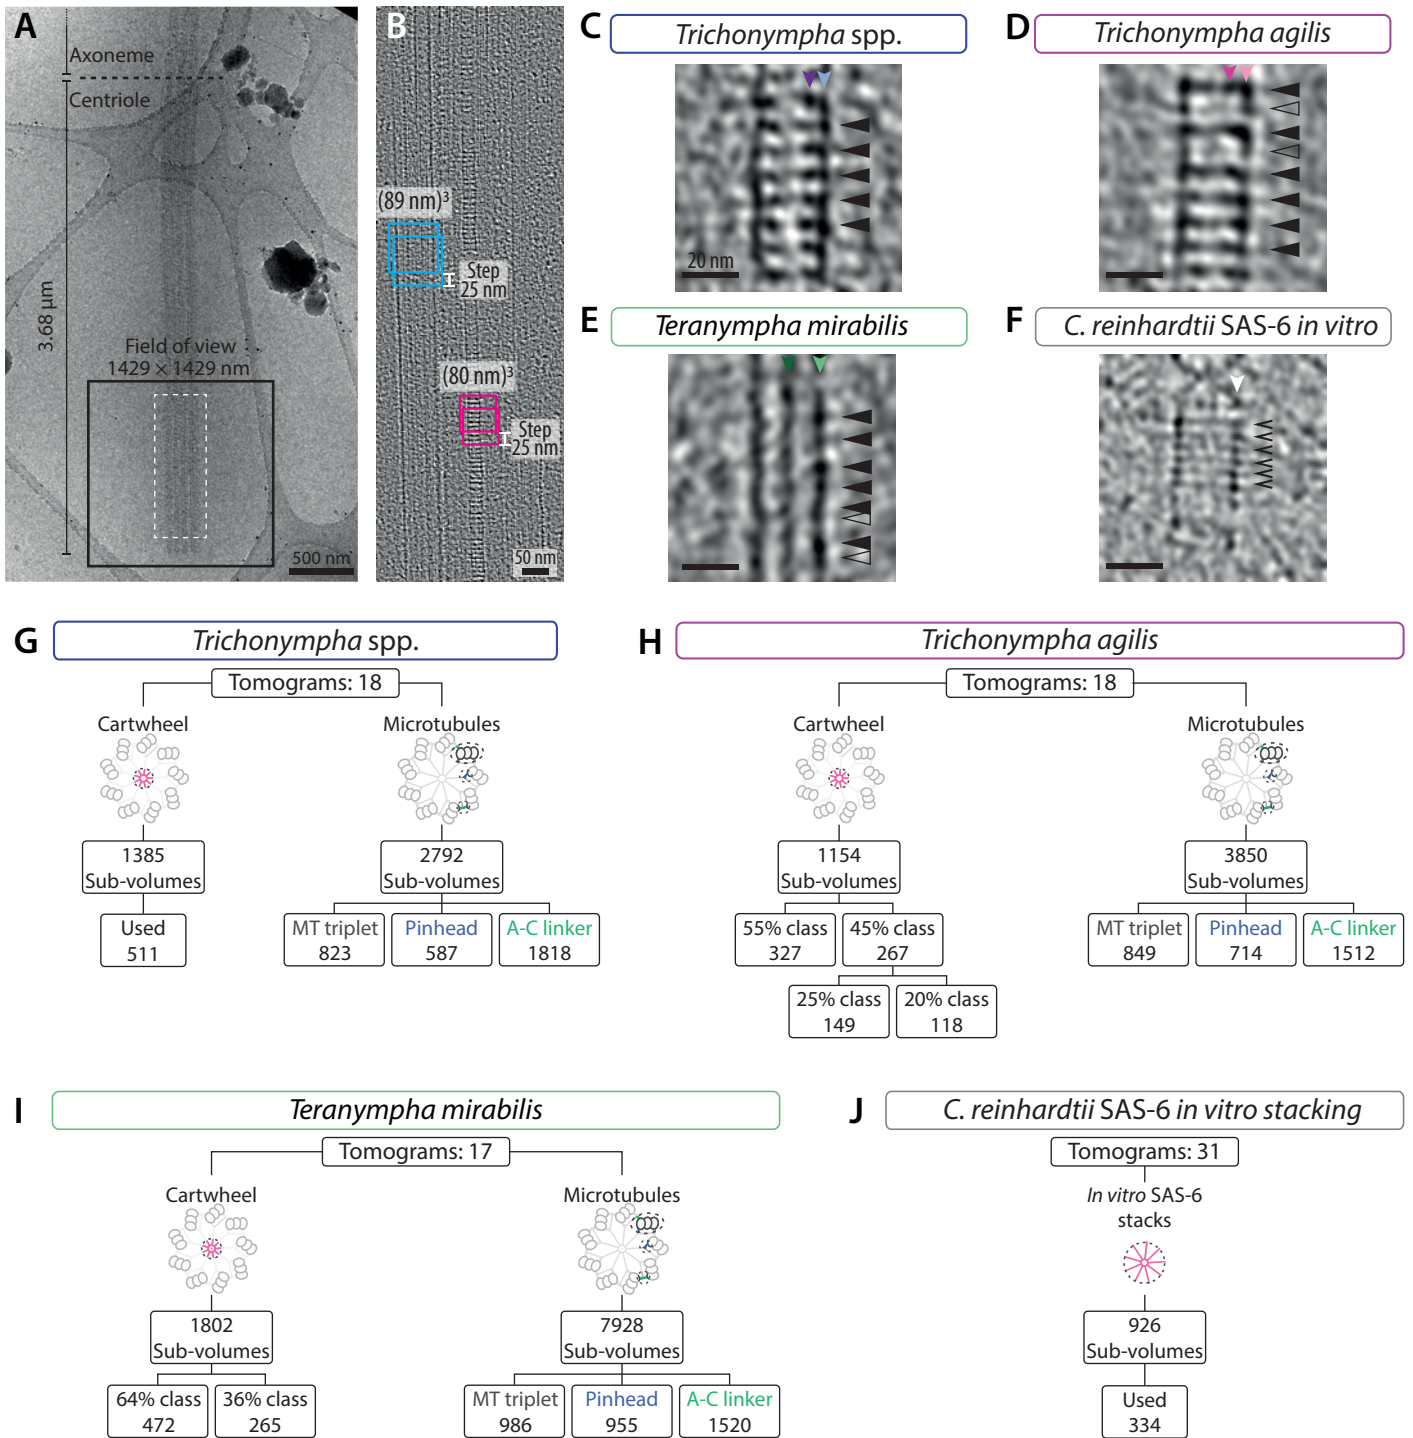 A
Axoneme
Centriole
3.68 µm
Field of view
1429 × 1429 nm
500 nm
B
(89 nm)³
Step
25 nm
(80 nm)³
Step
25 nm
50 nm
C
Trichonympha spp.
20 nm
D
Trichonympha agilis
E
Teranympha mirabilis
F
C. reinhardtii SAS-6 in vitro
G
Trichonympha spp.
Tomograms: 18
Cartwheel
Microtubules
1385
Sub-volumes
2792
Sub-volumes
Used
511
MT triplet
823
Pinhead
587
A-C linker
1818
H
Trichonympha agilis
Tomograms: 18
Cartwheel
Microtubules
1154
Sub-volumes
3850
Sub-volumes
55% class
327
45% class
267
25% class
149
20% class
118
MT triplet
849
Pinhead
714
A-C linker
1512
I
Teranympha mirabilis
Tomograms: 17
Cartwheel
Microtubules
1802
Sub-volumes
7928
Sub-volumes
64% class
472
36% class
265
MT triplet
986
Pinhead
955
A-C linker
1520
J
C. reinhardtii SAS-6 in vitro stacking
Tomograms: 31
In vitro SAS-6
stacks
926
Sub-volumes
Used
334